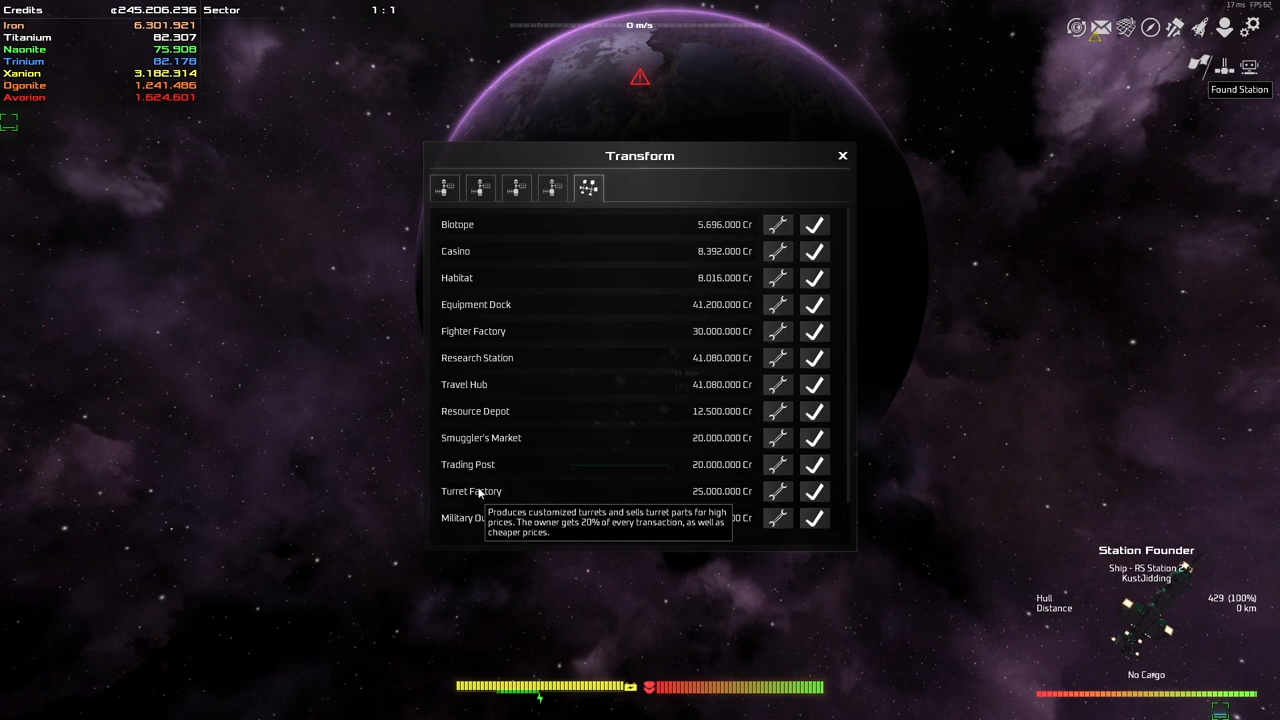 Credits ¢245.206.236 Sector 1 : 1
17 ms FPS 62
Iron 6.301.921
Titanium 82.307
Naonite 75.908
Trinium 82.178
Xanion 3.182.314
Ogonite 1.241.486
Avorion 1.624.601
0 m/s
Found Station
Transform
Biotope 5.696.000 Cr
Casino 8.392.000 Cr
Habitat 8.016.000 Cr
Equipment Dock 41.200.000 Cr
Fighter Factory 30.000.000 Cr
Research Station 41.080.000 Cr
Travel Hub 41.080.000 Cr
Resource Depot 12.500.000 Cr
Smuggler's Market 20.000.000 Cr
Trading Post 20.000.000 Cr
Turret Factory 25.000.000 Cr
Military Cr
Produces customized turrets and sells turret parts for high
prices. The owner gets 20% of every transaction, as well as
cheaper prices.
Station Founder
Ship - RS Station 2
KustJidding
Hull 429 (100%)
Distance 0 km
No Cargo